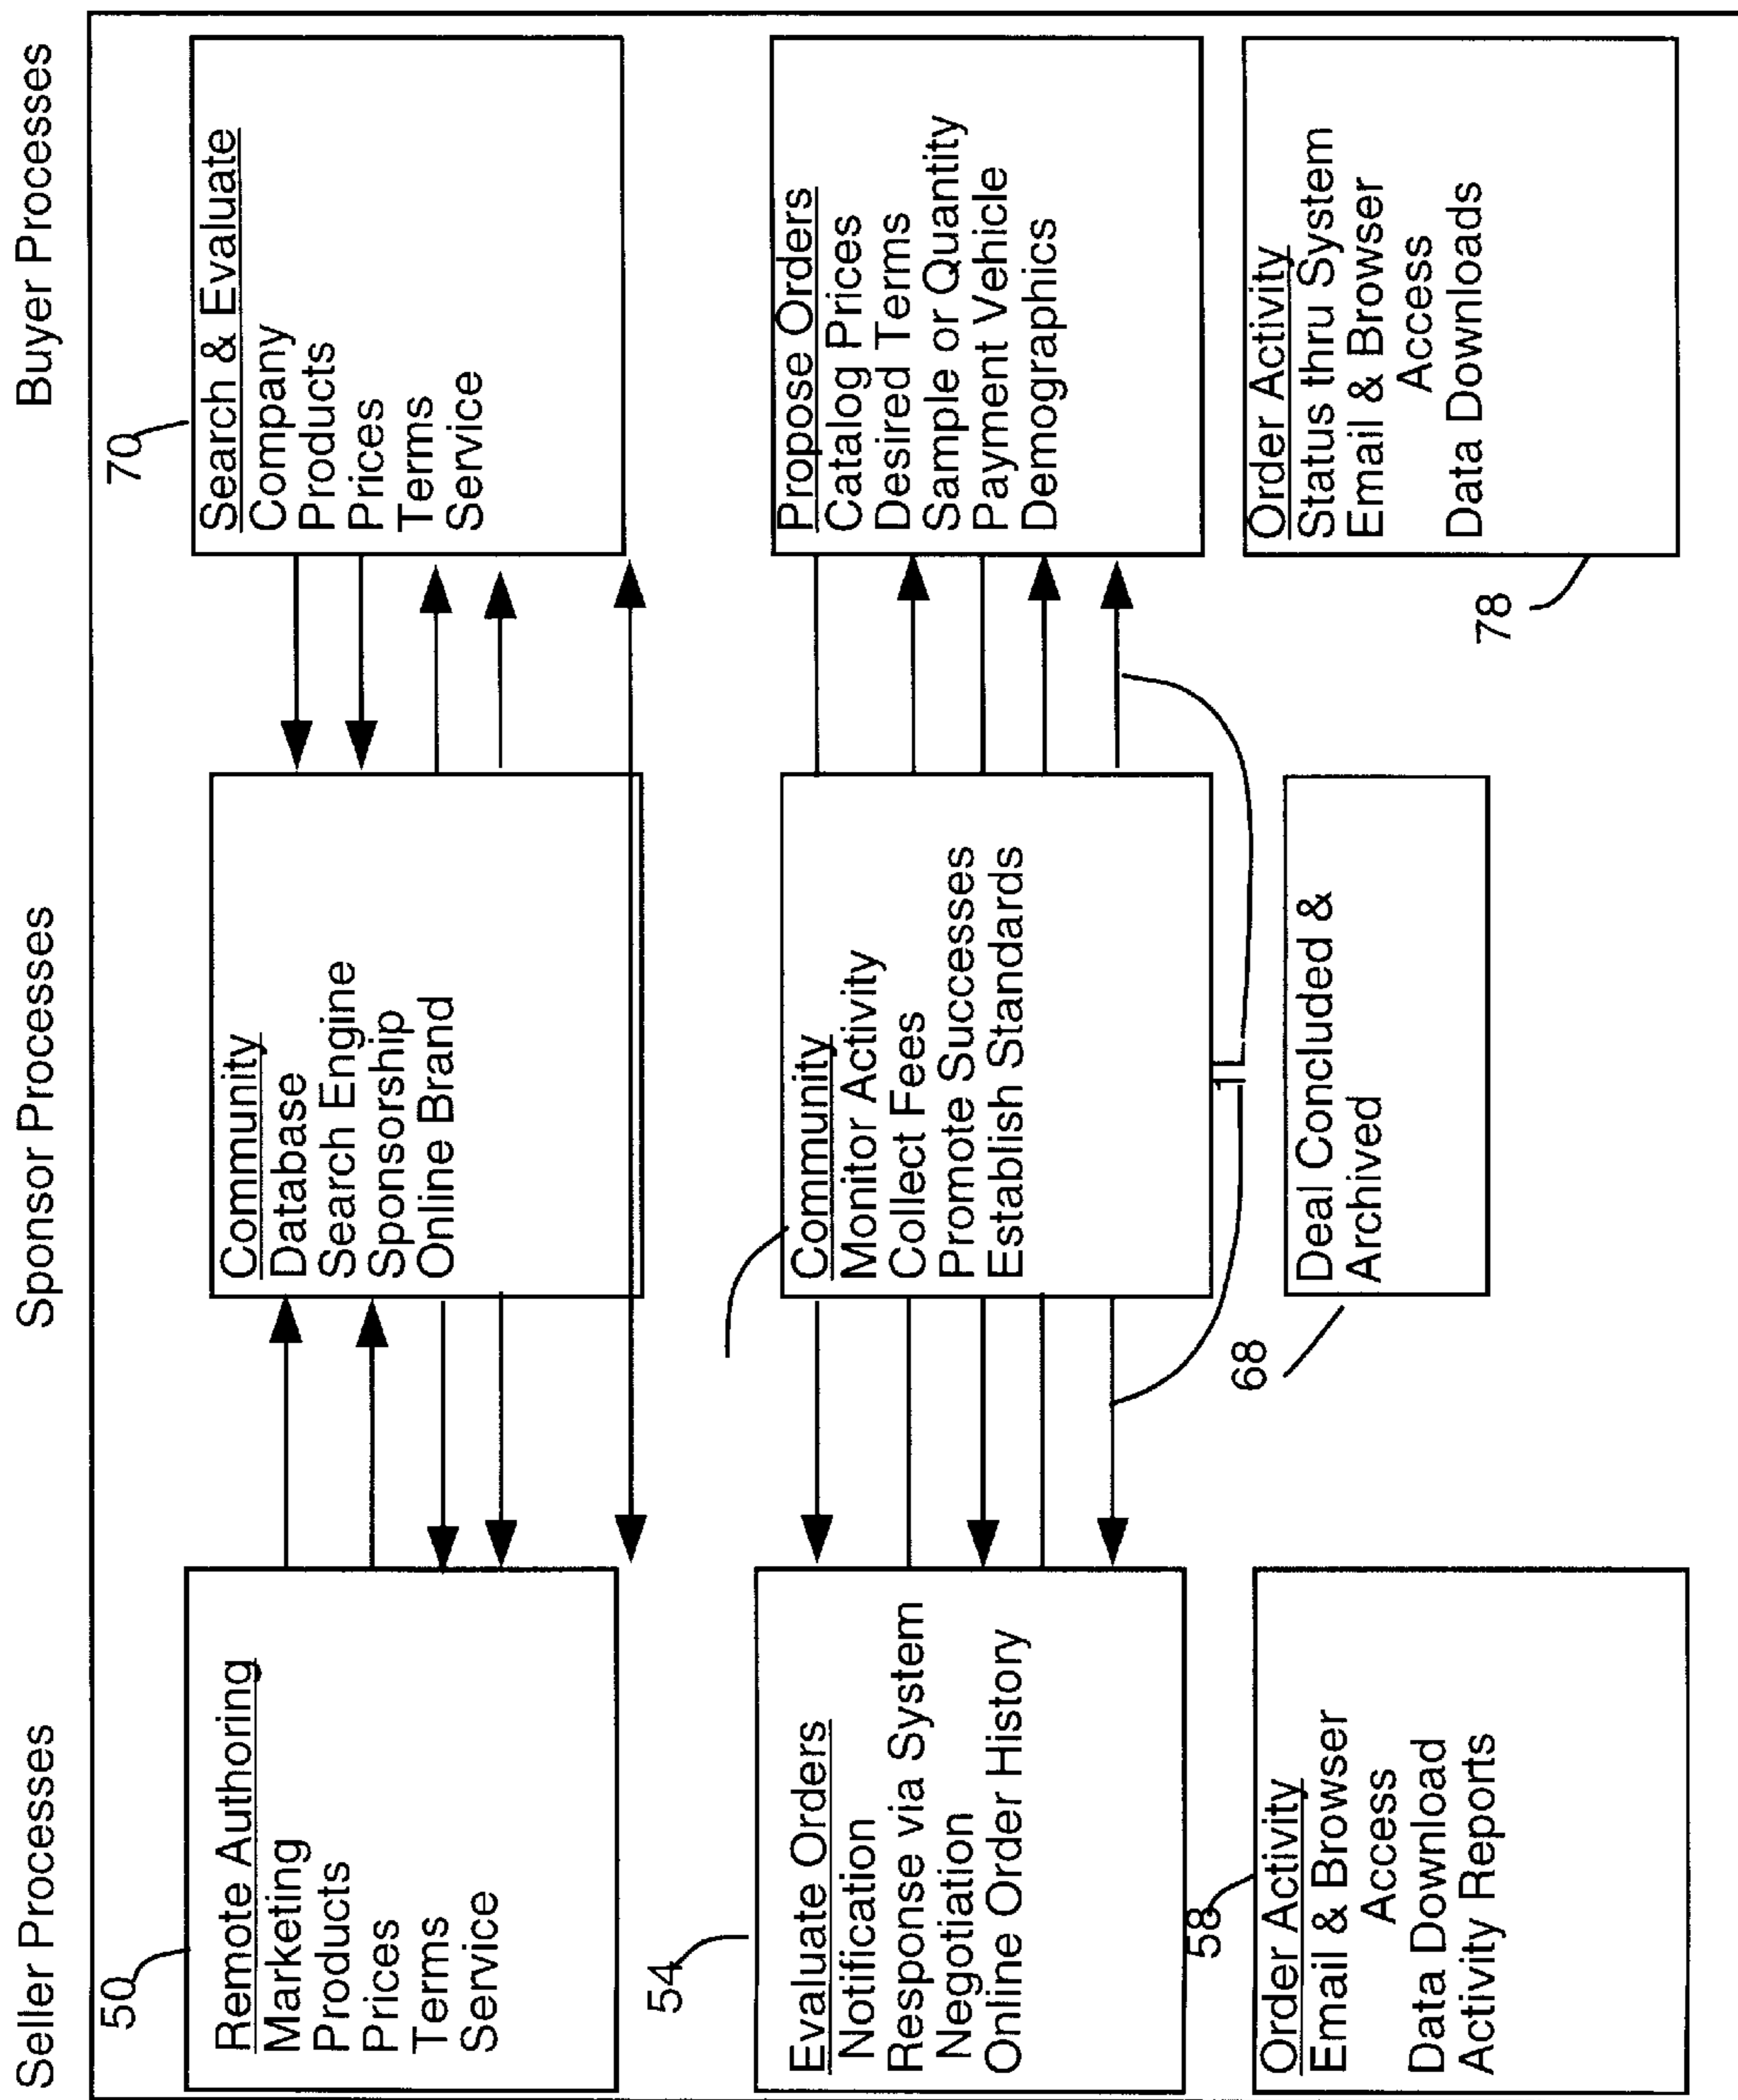 Seller Processes
Sponsor Processes
Buyer Processes
50
Remote Authoring
Marketing
Products
Prices
Terms
Service
Community
Database
Search Engine
Sponsorship
Online Brand
70
Search & Evaluate
Company
Products
Prices
Terms
Service
54
Evaluate Orders
Notification
Response via System
Negotiation
Online Order History
Community
Monitor Activity
Collect Fees
Promote Successes
Establish Standards
Propose Orders
Catalog Prices
Desired Terms
Sample or Quantity
Payment Vehicle
Demographics
58
Order Activity
Email & Browser
Access
Data Download
Activity Reports
68
Deal Concluded &
Archived
78
Order Activity
Status thru System
Email & Browser
Access
Data Downloads